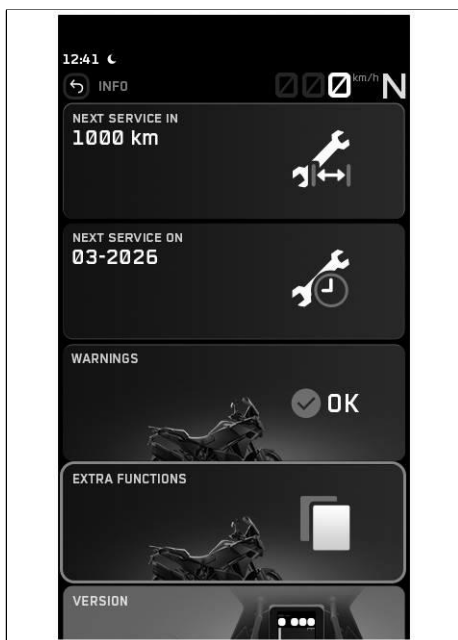 12:41
INFO
000 km/h N
NEXT SERVICE IN
1000 km
NEXT SERVICE ON
03-2026
WARNINGS
OK
EXTRA FUNCTIONS
VERSION